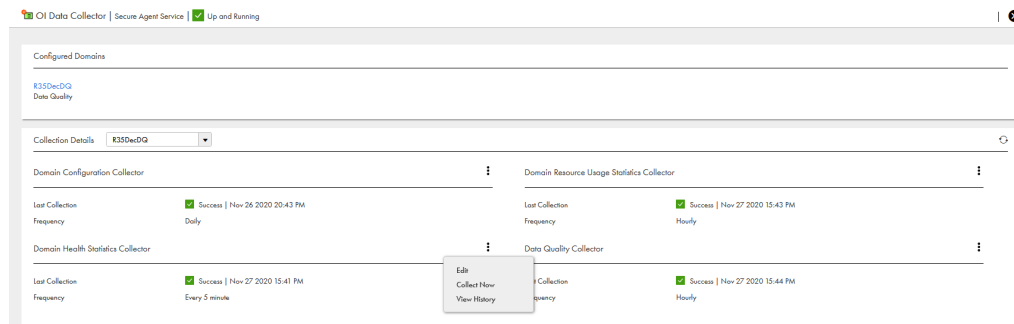 OI Data Collector | Secure Agent Service | Up and Running
Configured Domains
R35DecDQ
Data Quality
Collection Details R35DecDQ
Domain Configuration Collector
Last Collection Success | Nov 26 2020 20:43 PM
Frequency Daily
Domain Resource Usage Statistics Collector
Last Collection Success | Nov 27 2020 15:43 PM
Frequency Hourly
Domain Health Statistics Collector
Last Collection Success | Nov 27 2020 15:41 PM
Frequency Every 5 minute
Edit
Collect Now
View History
Data Quality Collector
Collection Success | Nov 27 2020 15:44 PM
quency Hourly